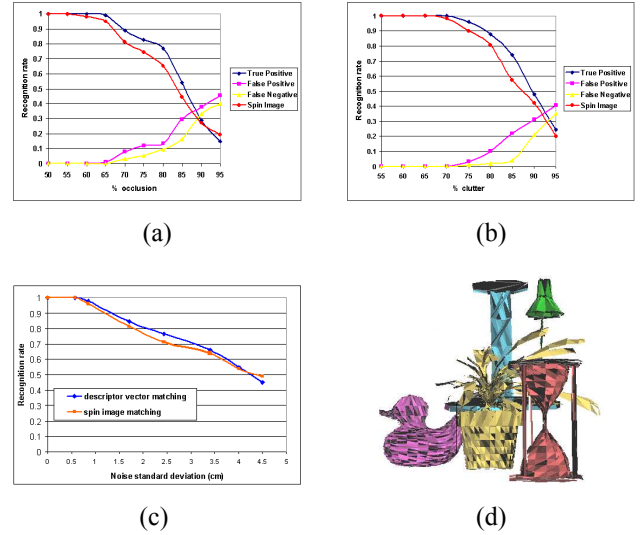 1
0.9
0.8
0.7
0.6
0.5
0.4
0.3
0.2
0.1
0
Recognition rate
50 55 60 65 70 75 80 85 90 95
% occlusion
True Positive
False Positive
False Negative
Spin Image
(a)
1
0.9
0.8
0.7
0.6
0.5
0.4
0.3
0.2
0.1
0
Recognition rate
55 60 65 70 75 80 85 90 95
% clutter
True Positive
False Positive
False Negative
Spin Image
(b)
1
0.9
0.8
0.7
0.6
0.5
0.4
0.3
0.2
0.1
0
Recognition rate
descriptor vector matching
spin image matching
0 0.5 1 1.5 2 2.5 3 3.5 4 4.5 5
Noise standard deviation (cm)
(c)
(d)